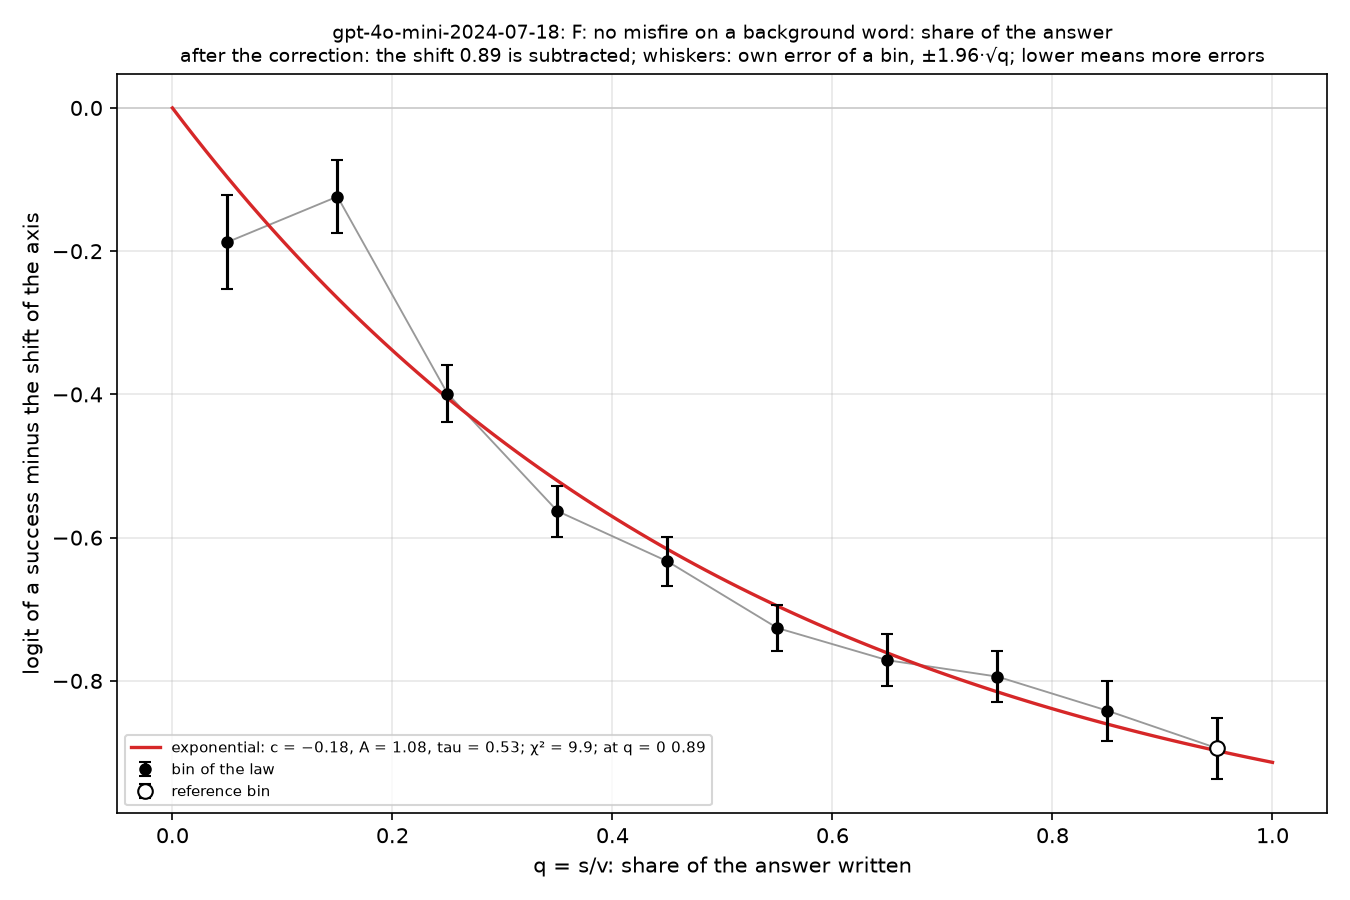 gpt-4o-mini-2024-07-18: F: no misfire on a background word: share of the answer
after the correction: the shift 0.89 is subtracted; whiskers: own error of a bin, ±1.96·√q; lower means more errors
logit of a success minus the shift of the axis
0.0
−0.2
−0.4
−0.6
−0.8
exponential: c = −0.18, A = 1.08, tau = 0.53; χ² = 9.9; at q = 0 0.89
bin of the law
reference bin
0.0 0.2 0.4 0.6 0.8 1.0
q = s/v: share of the answer written